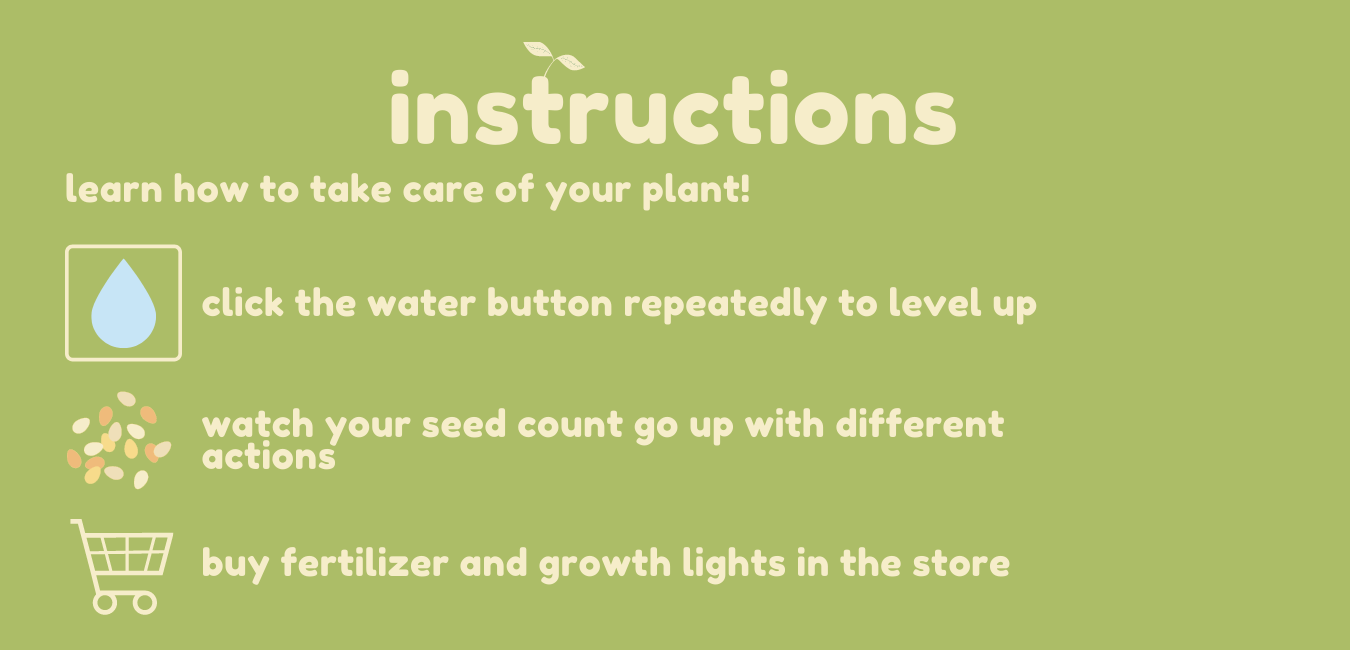 instructions
learn how to take care of your plant!
click the water button repeatedly to level up
watch your seed count go up with different
actions
buy fertilizer and growth lights in the store